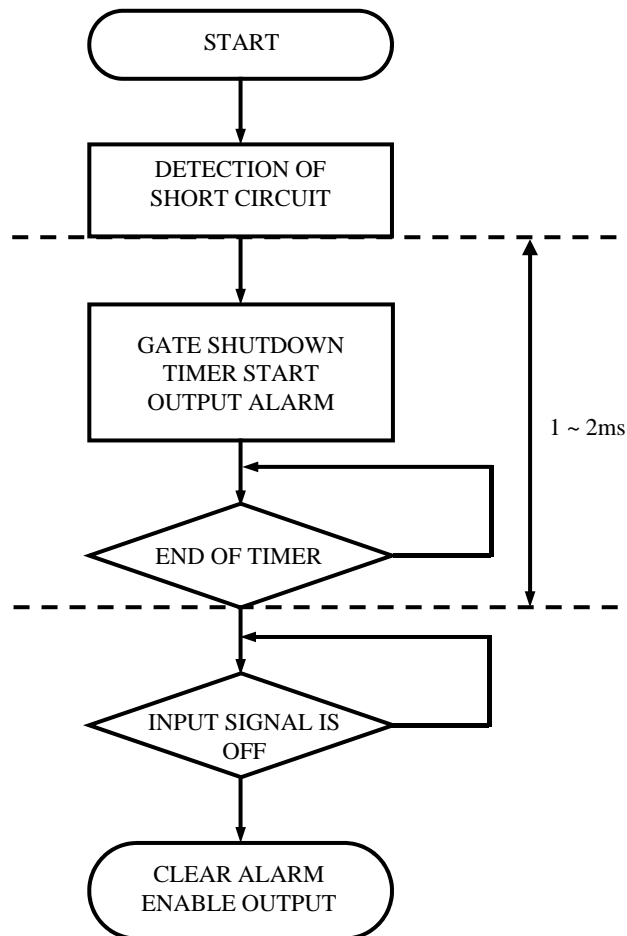 START
DETECTION OF
SHORT CIRCUIT
GATE SHUTDOWN
TIMER START
OUTPUT ALARM
1 ~ 2ms
END OF TIMER
INPUT SIGNAL IS
OFF
CLEAR ALARM
ENABLE OUTPUT